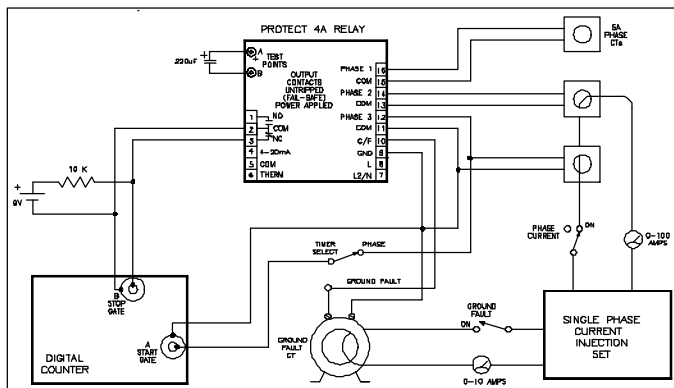 PROTECT 4A RELAY
220uF
A
+
TEST
POINTS
B
OUTPUT
CONTACTS
UNTRIPPED
(FAIL-SAFE)
POWER APPLIED
1 NO
2 COM
3 NC
4 4-20mA
5 COM
6 THERM
PHASE 1 16
COM 15
PHASE 2 14
COM 13
PHASE 3 12
COM 11
C/F 10
GND 9
L 8
L2/N 7
5A
PHASE
CTs
+
9V
10 K
PHASE
CURRENT
ON
0-100
AMPS
TIMER
SELECT
PHASE
GROUND FAULT
B
STOP
GATE
A
START
GATE
DIGITAL
COUNTER
GROUND
FAULT
CT
GROUND
FAULT
ON
0-10 AMPS
SINGLE PHASE
CURRENT
INJECTION
SET